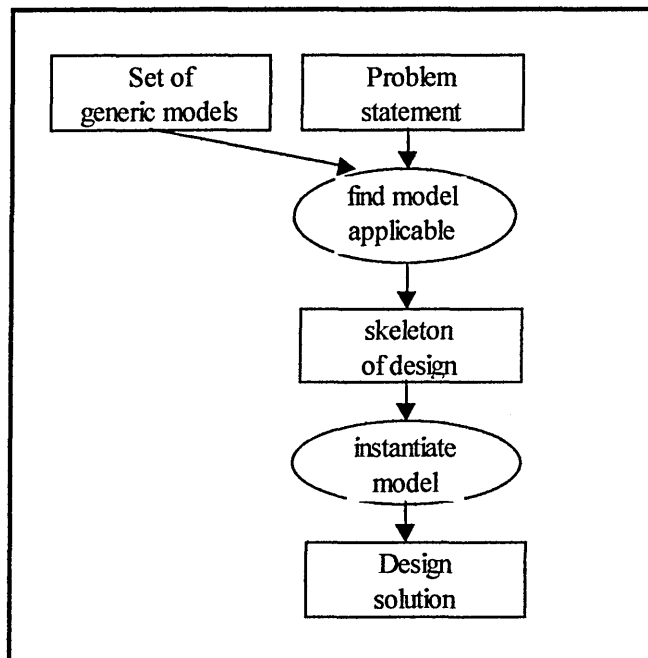 Set of
generic models
Problem
statement
find model
applicable
skeleton
of design
instantiate
model
Design
solution